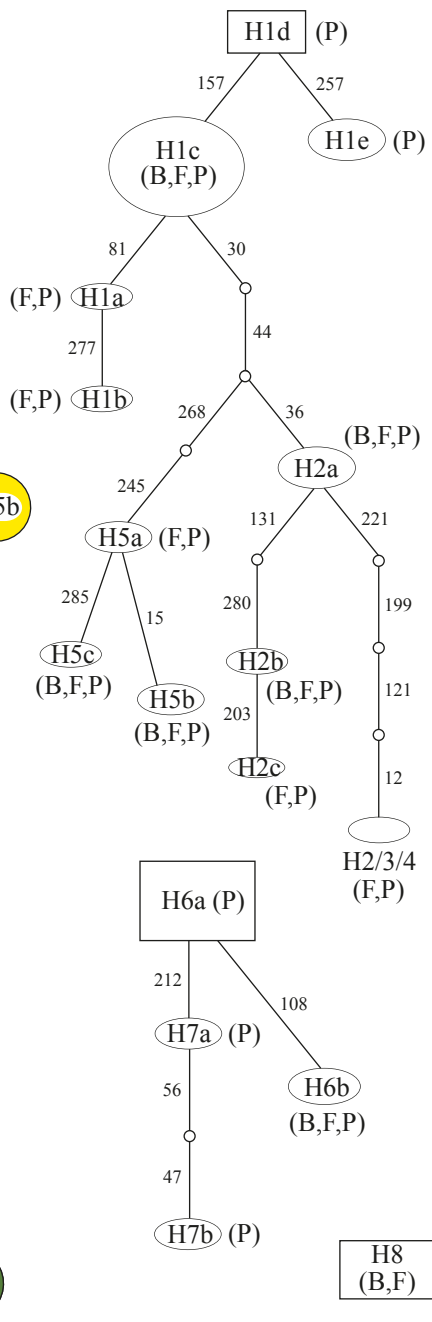 H1d (P)
157
257
H1c
(B,F,P)
H1e (P)
81
30
(F,P) H1a
277
44
(F,P) H1b
268
36
(B,F,P)
H2a
5b
245
131
221
H5a (F,P)
285
15
280
199
H5c
(B,F,P)
H2b
(B,F,P)
H5b
(B,F,P)
203
121
H2c
(F,P)
12
H2/3/4
(F,P)
H6a (P)
212
108
H7a (P)
56
H6b
(B,F,P)
47
H7b (P)
H8
(B,F)